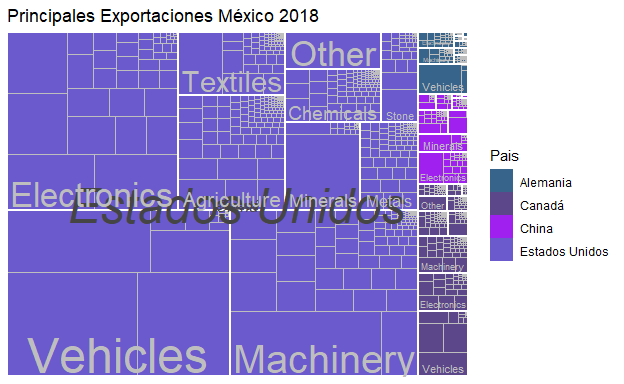 Principales Exportaciones México 2018
Other
Textiles
Vehicles
Chemicals
Stone
Minerals
Electronics
Electronics
Agriculture
Minerals
Metals
Other
Estados Unidos
Machinery
Electronics
Vehicles
Machinery
Vehicles
Pais
Alemania
Canadá
China
Estados Unidos